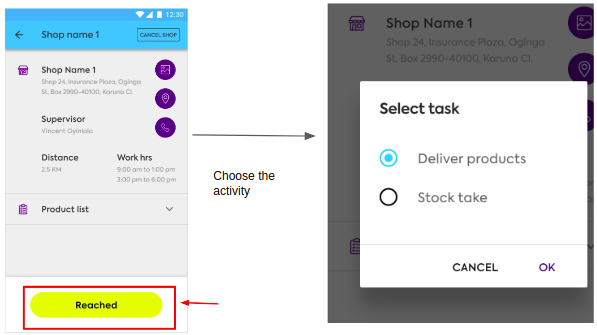 12:30
Shop name 1
CANCEL SHOP
Shop Name 1
Shop 24, Insurance Plaza, Oginga
St, Box 2990-40100, Karuna Cl.
Supervisor
Vincent Oyintolo
Distance
Work hrs
2.5 KM
9:00 am to 1:00 pm
3:00 pm to 6:00 pm
Product list
Reached
Choose the
activity
Shop Name 1
Shop 24, Insurance Plaza, Oginga
St, Box 2990-40100, Karuna Cl.
Select task
Deliver products
Stock take
CANCEL
OK